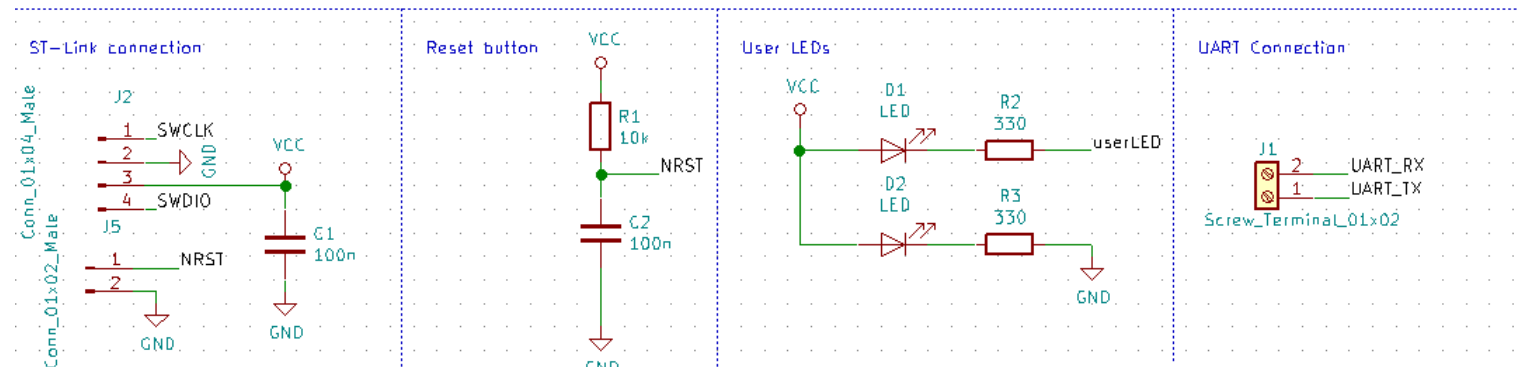 ST-Link connection
J2
Conn_01x04_Male
1 SWCLK
2 GND
3
VCC
4 SWDIO
J5
Conn_01x02_Male
1 NRST
2
GND
C1
100n
GND
Reset button
VCC
R1
10k
NRST
C2
100n
GND
User LEDs
VCC
D1
LED
R2
330
userLED
D2
LED
R3
330
GND
UART Connection
J1
2 UART_RX
1 UART_TX
Screw_Terminal_01x02